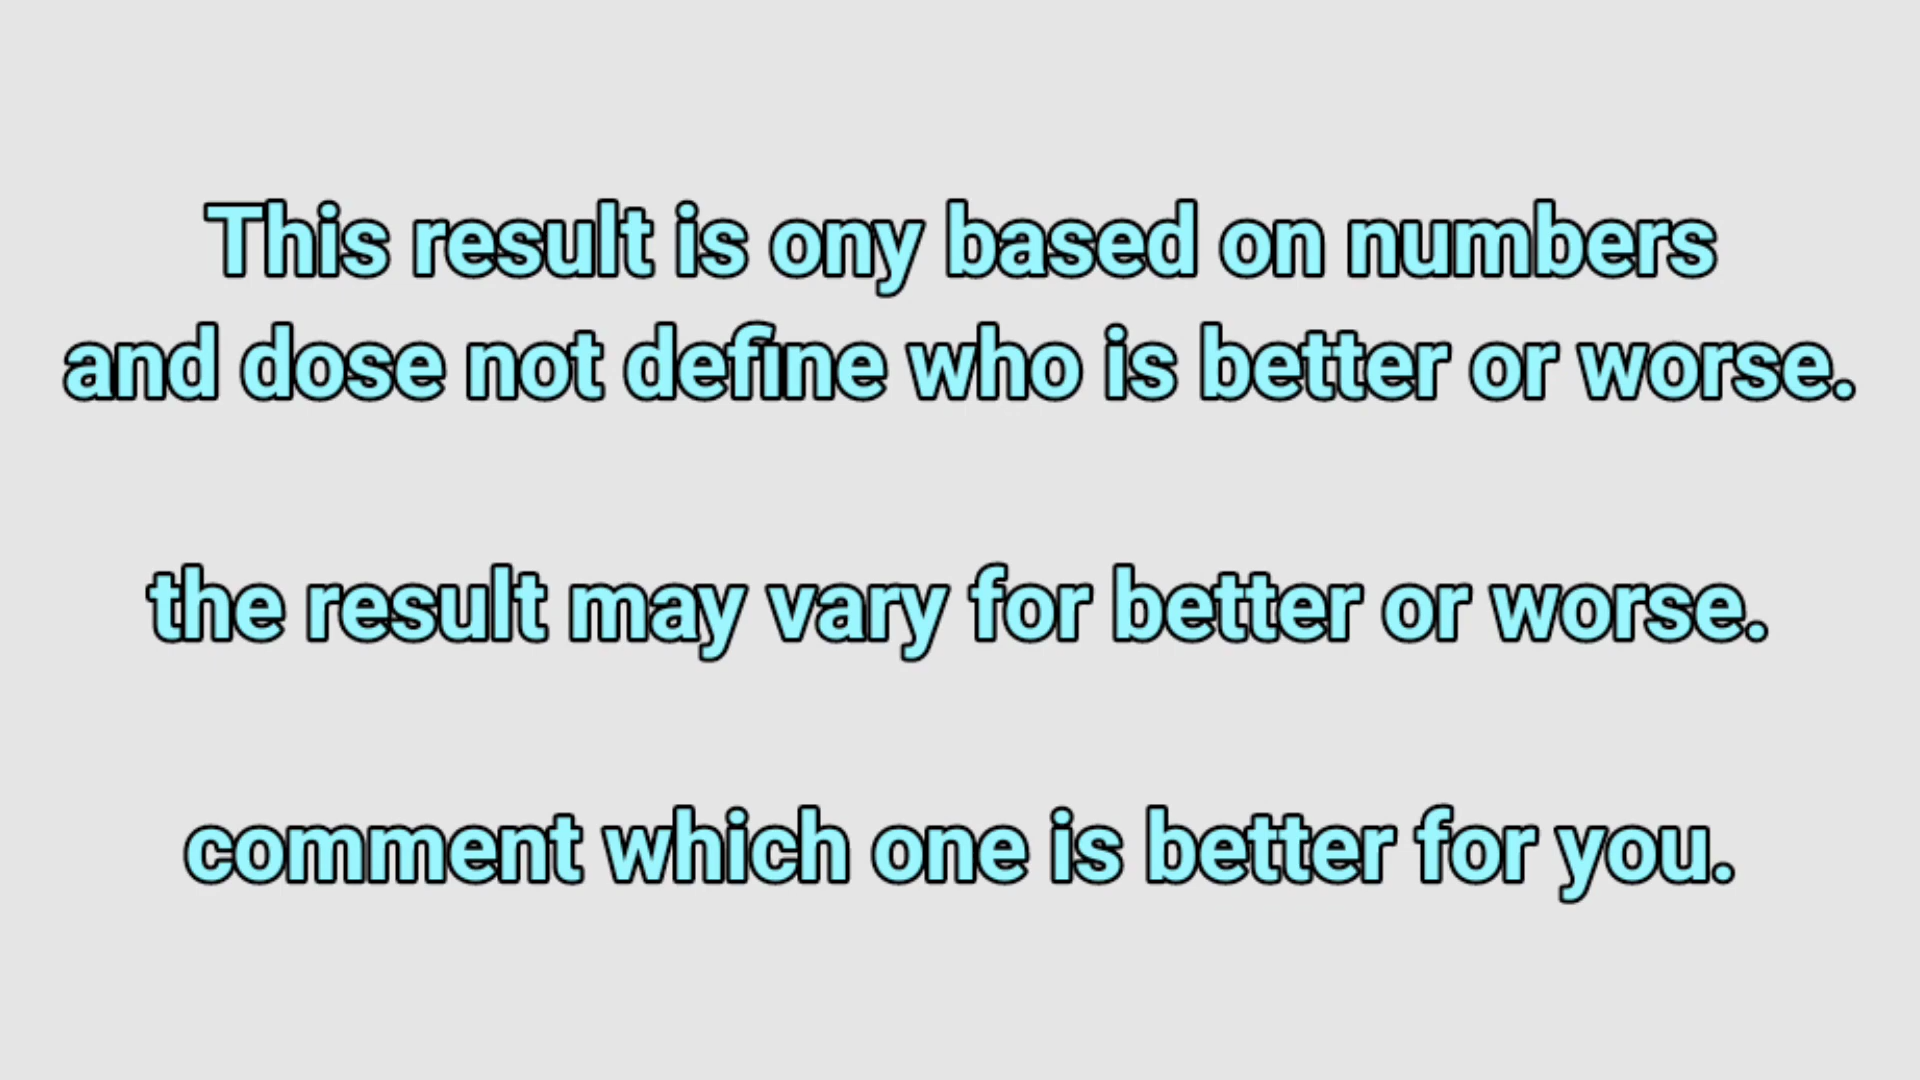 This result is ony based on numbers
and dose not define who is better or worse.
the result may vary for better or worse.
comment which one is better for you.